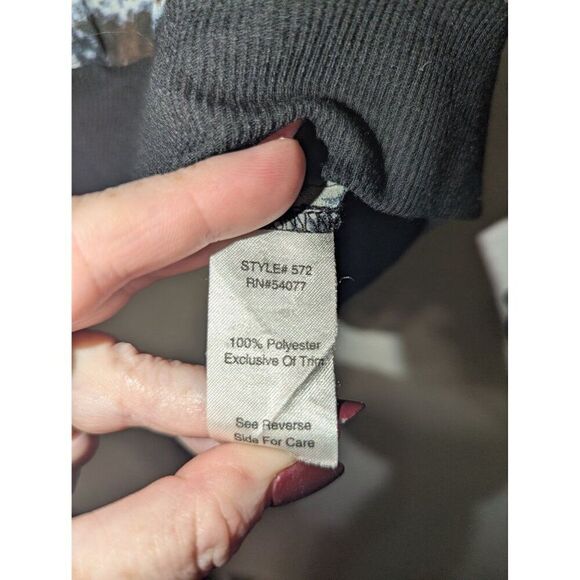 STYLE# 572
RN#54077
100% Polyester
Exclusive Of Trim
See Reverse
Side For Care